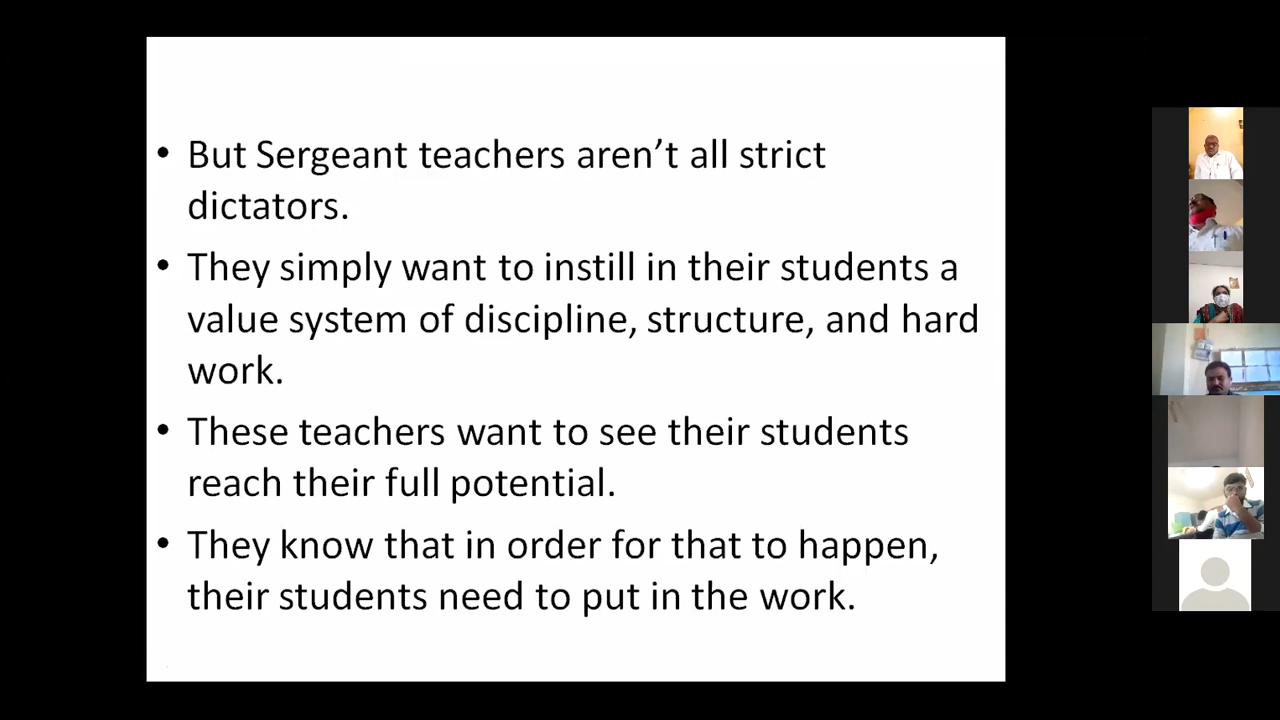 • But Sergeant teachers aren’t all strict
dictators.
• They simply want to instill in their students a
value system of discipline, structure, and hard
work.
• These teachers want to see their students
reach their full potential.
• They know that in order for that to happen,
their students need to put in the work.